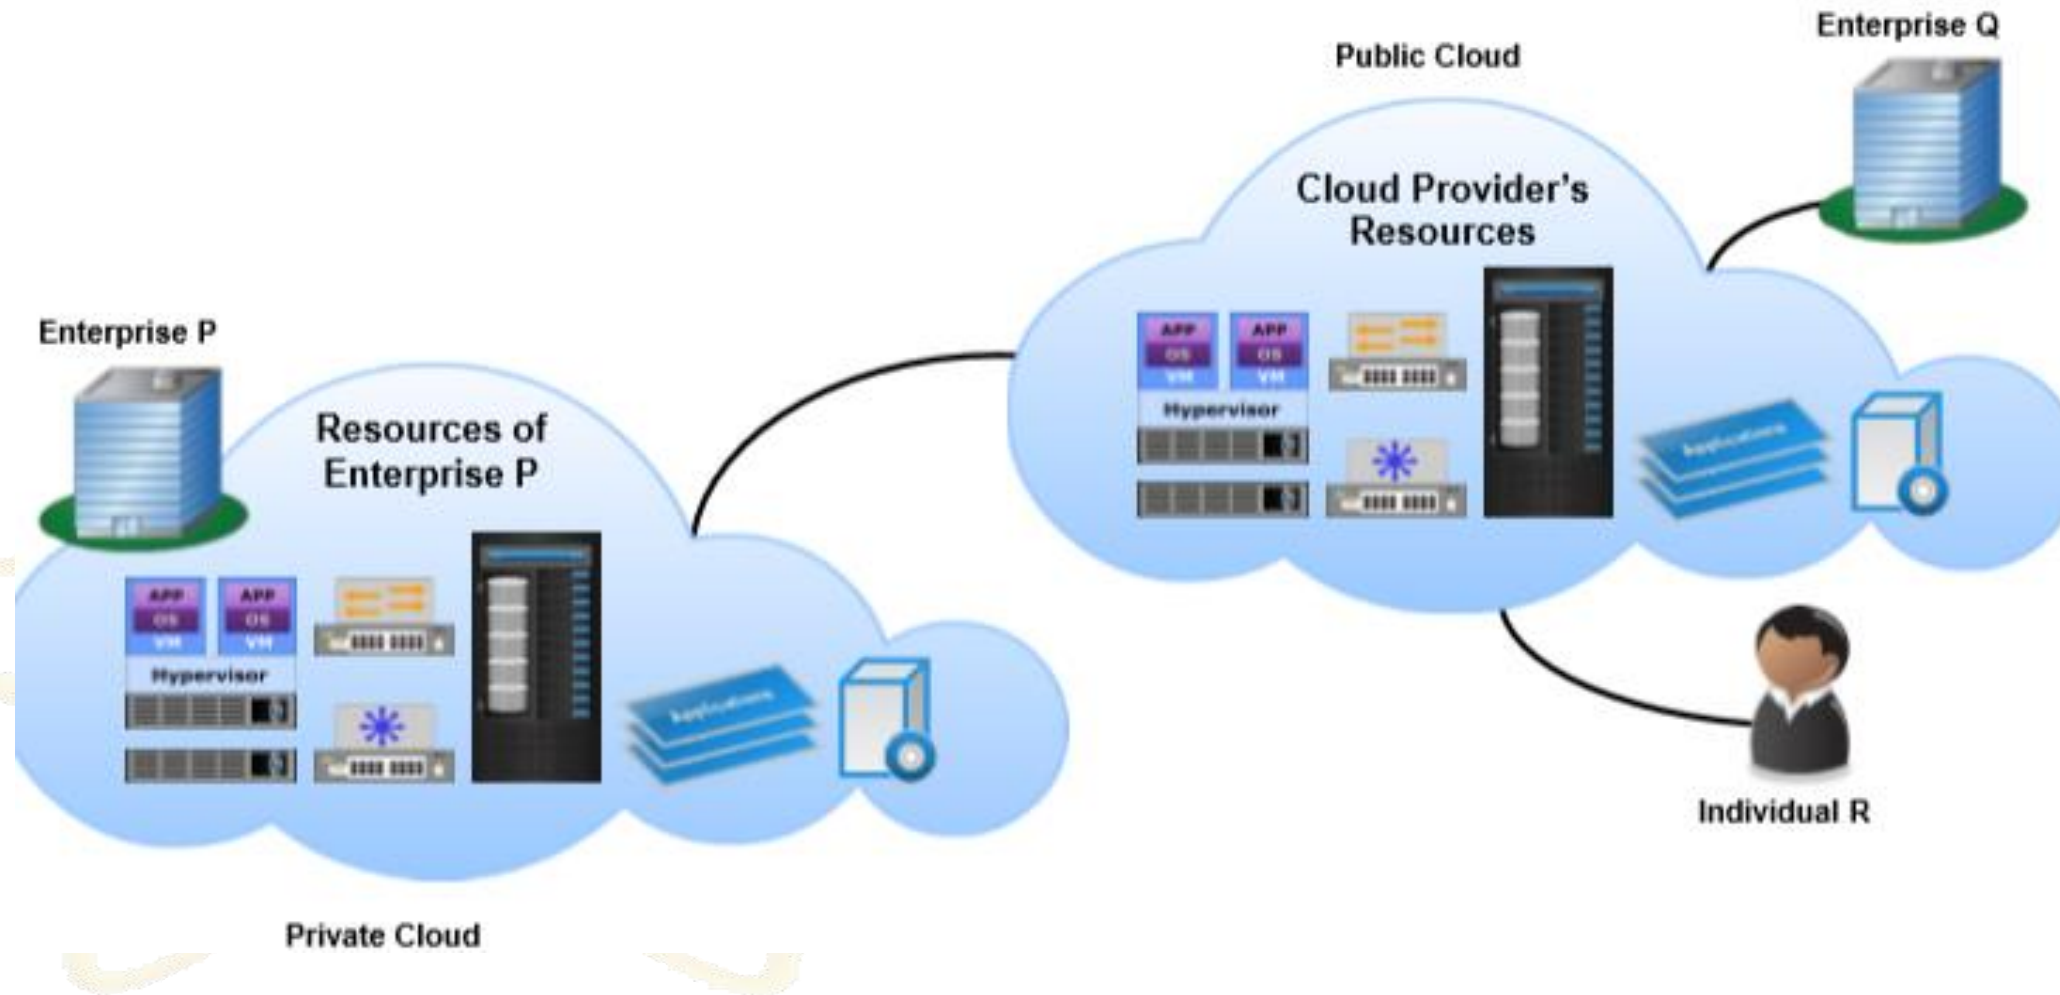 Enterprise Q
Public Cloud
Cloud Provider's
Resources
APP APP
OS OS
VM VM
Hypervisor
Applications
Enterprise P
Resources of
Enterprise P
APP APP
OS OS
VM VM
Hypervisor
Applications
Individual R
Private Cloud